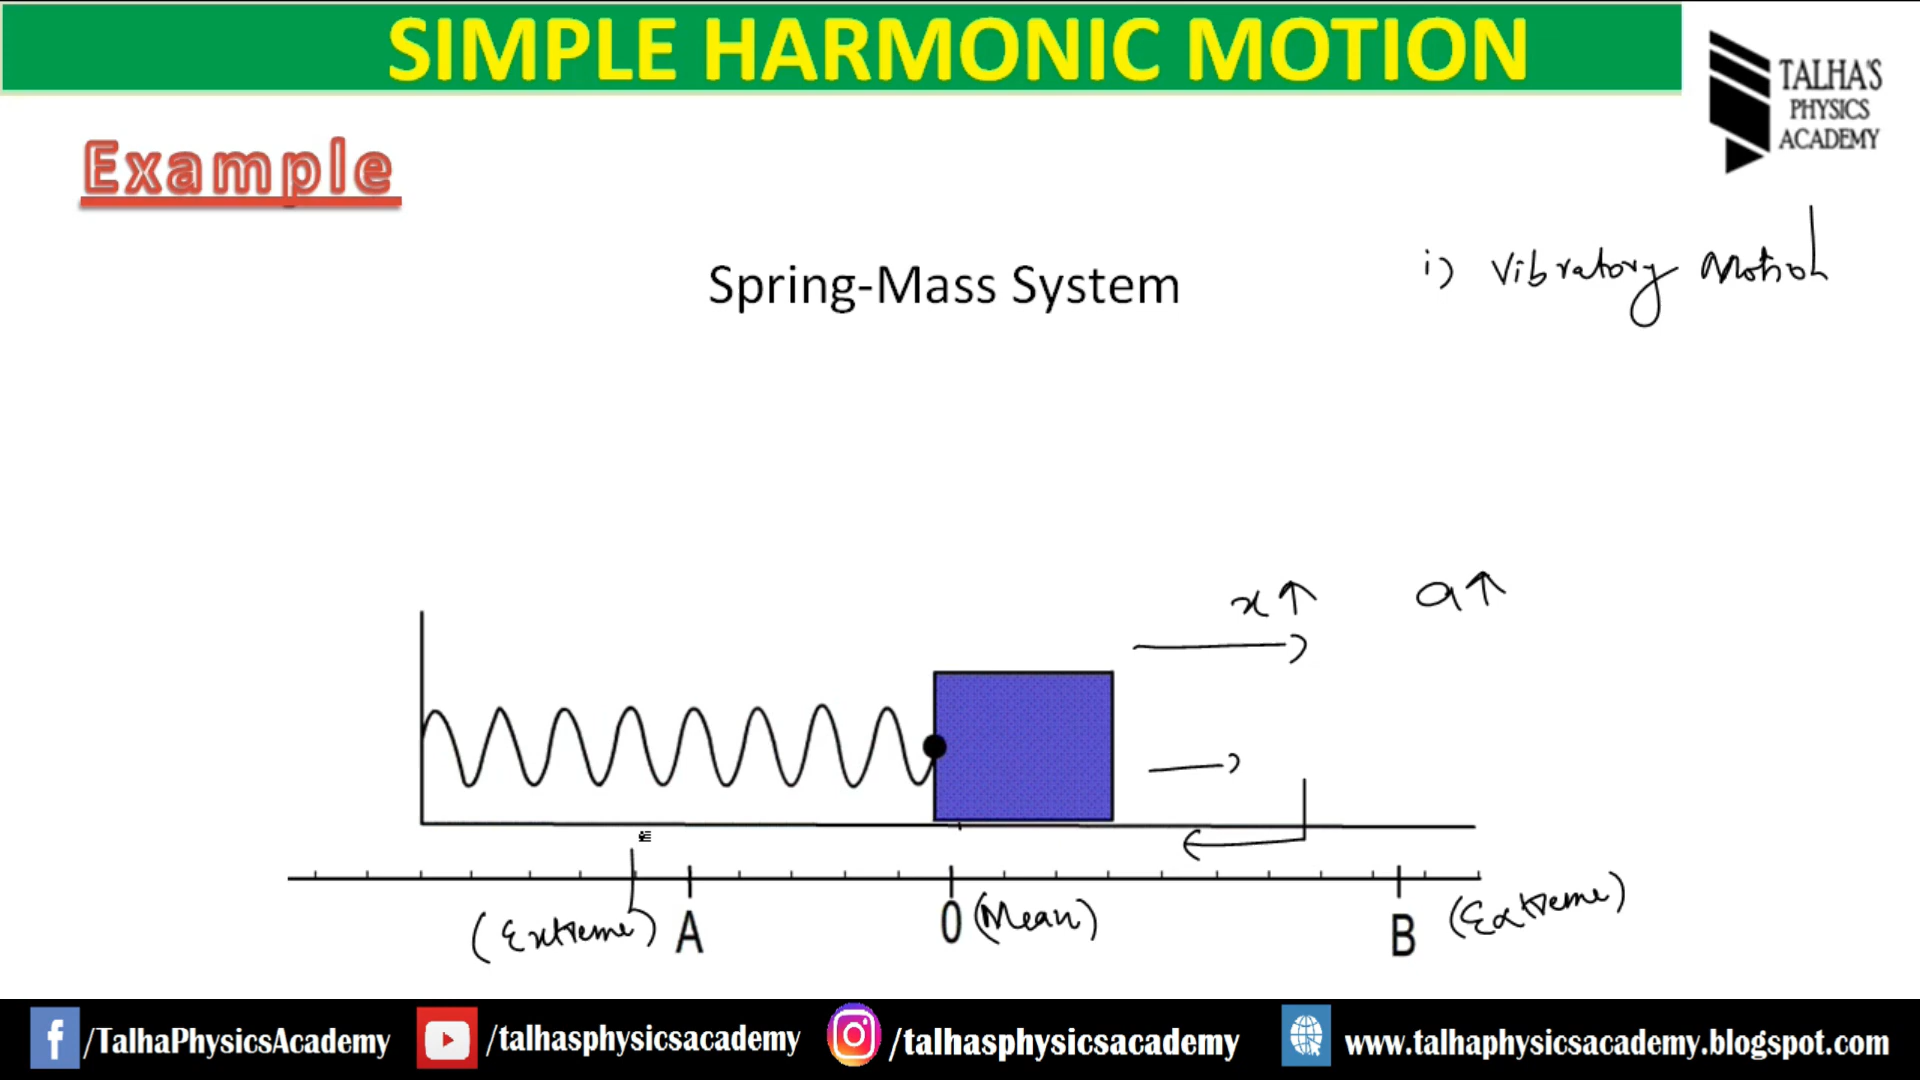 SIMPLE HARMONIC MOTION
TALHA'S
PHYSICS
ACADEMY
Example
Spring-Mass System
i) Vibratory Motion
x↑ a↑
(Extreme) A 0 (Mean) B (Extreme)
/TalhaPhysicsAcademy /talhasphysicsacademy /talhasphysicsacademy www.talhaphysicsacademy.blogspot.com